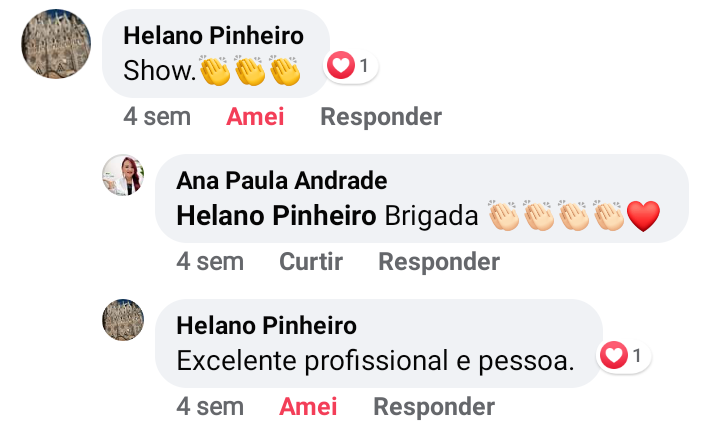 Helano Pinheiro
Show.👏👏👏
1
4 sem Amei Responder
Ana Paula Andrade
Helano Pinheiro Brigada 👏🏻👏🏻👏🏻👏🏻❤️
4 sem Curtir Responder
Helano Pinheiro
Excelente profissional e pessoa.
1
4 sem Amei Responder